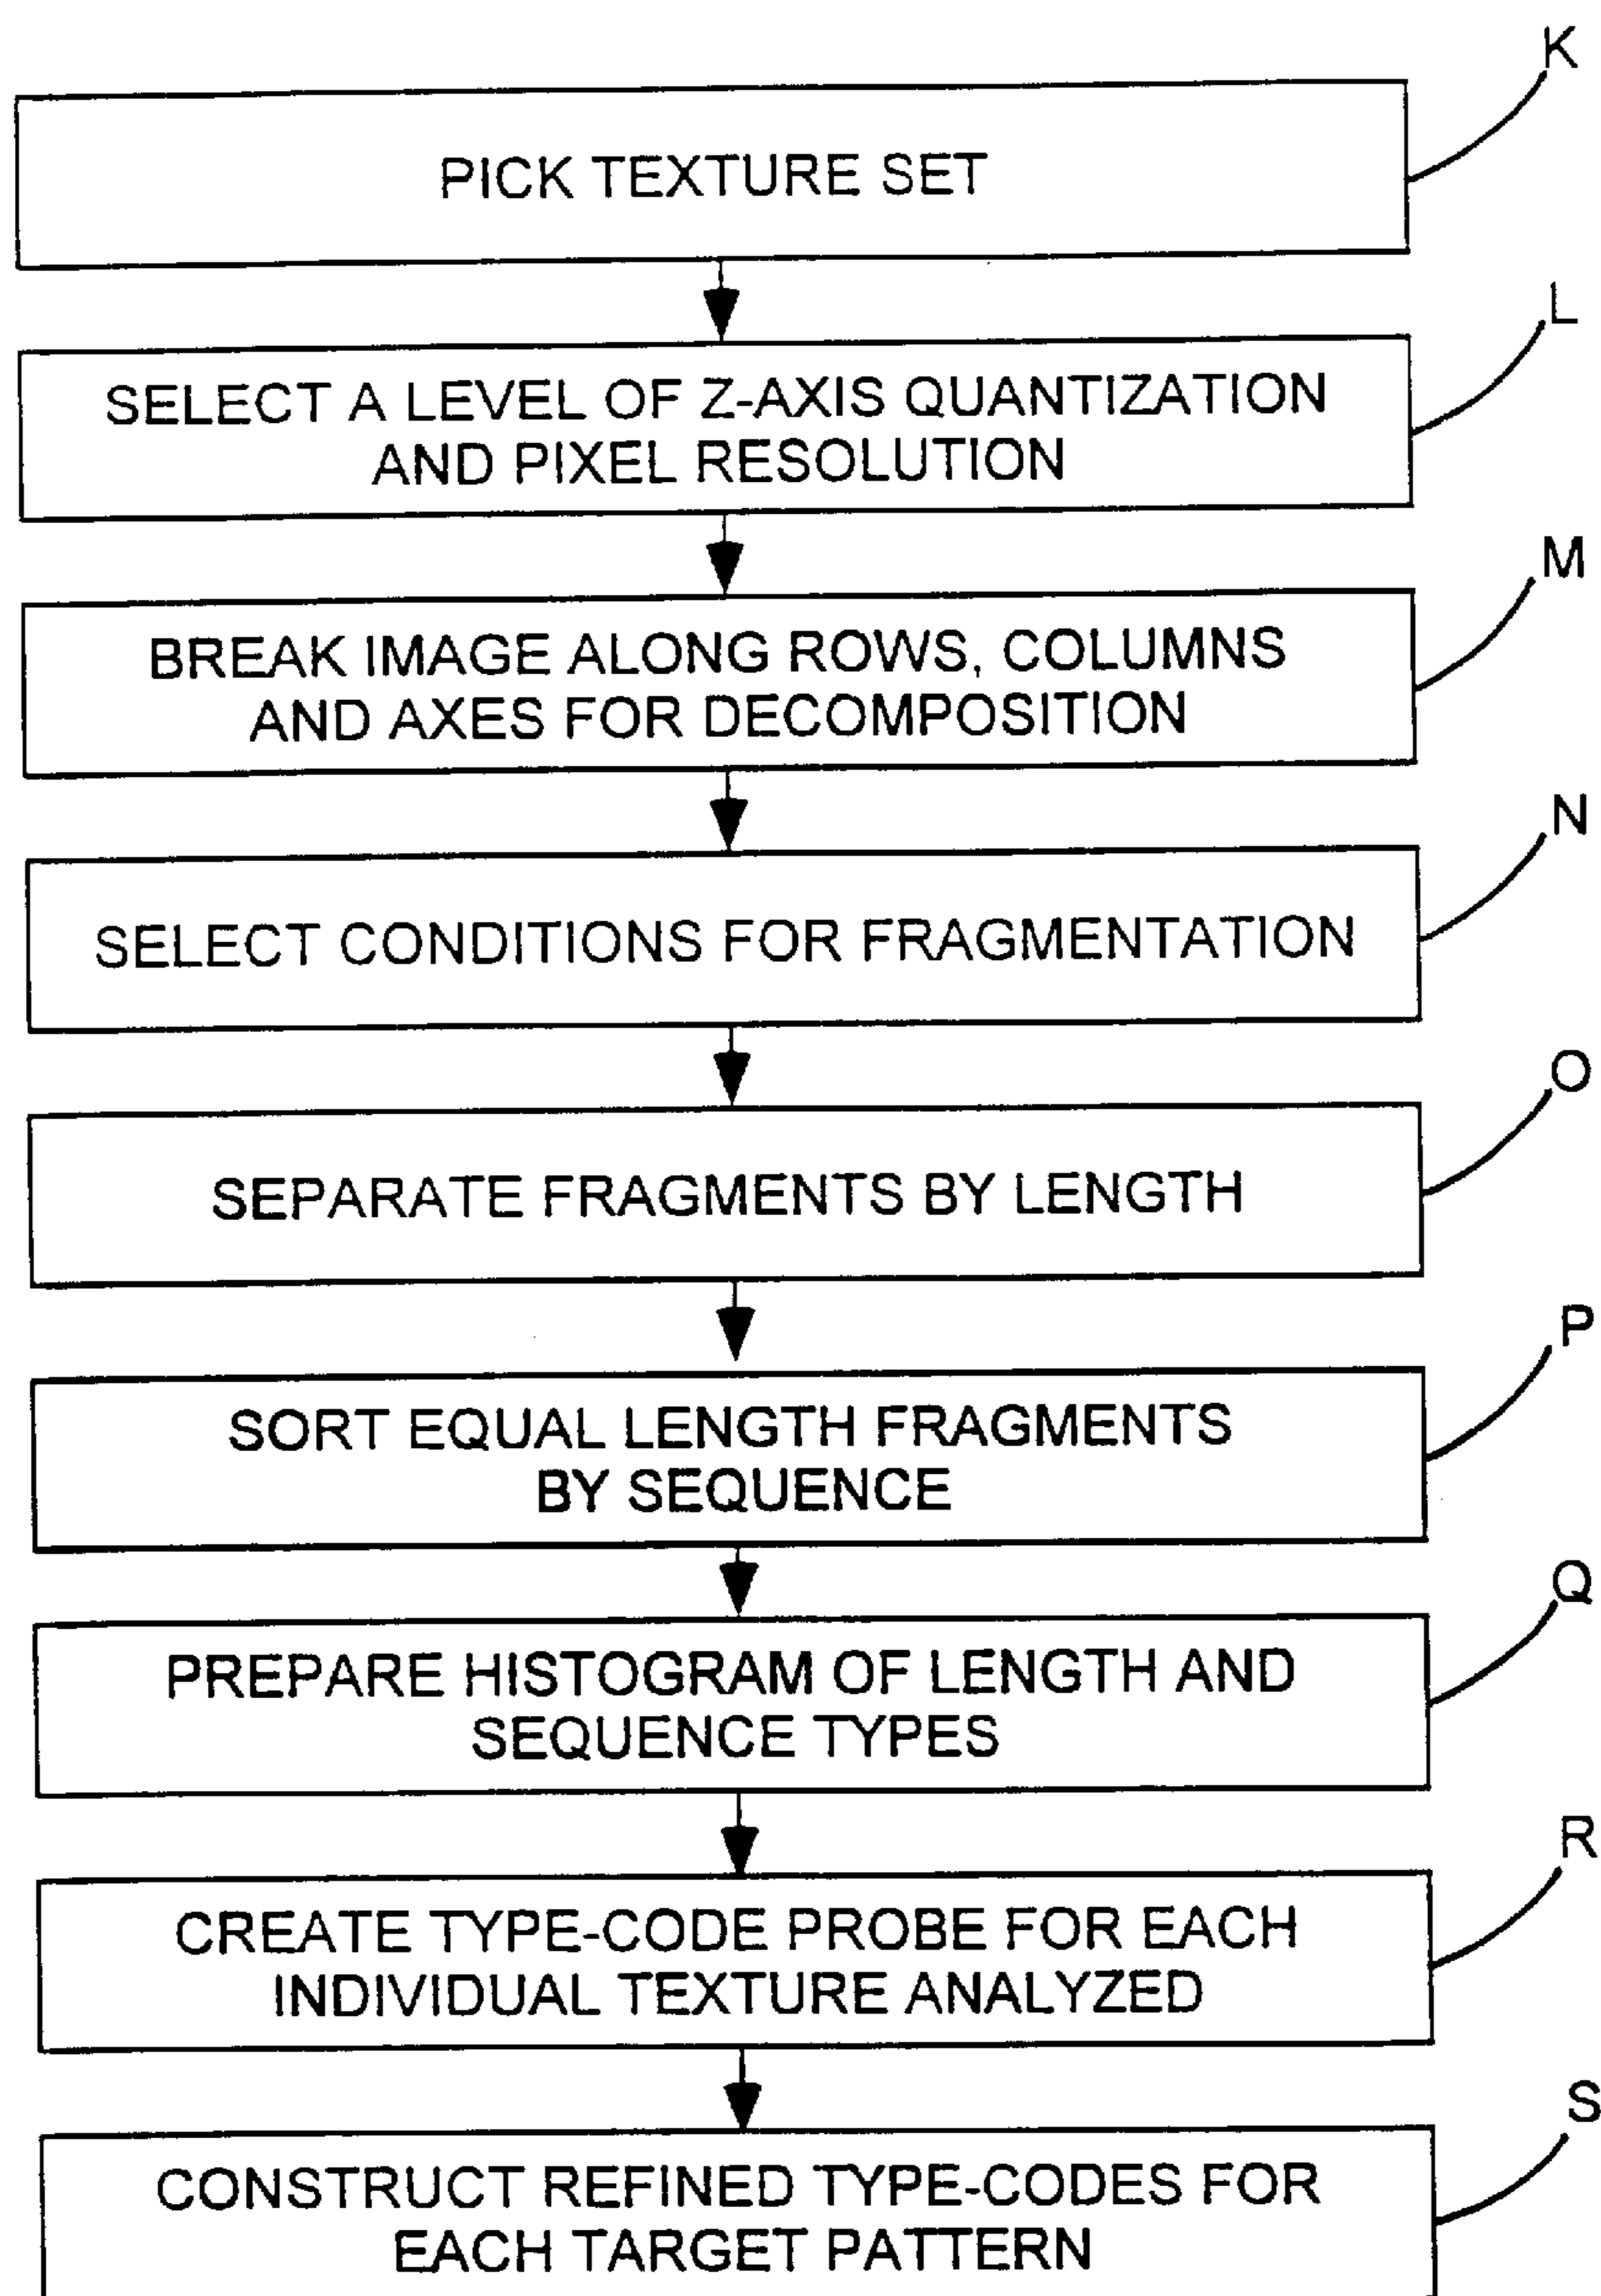 K
PICK TEXTURE SET
L
SELECT A LEVEL OF Z-AXIS QUANTIZATION
AND PIXEL RESOLUTION
M
BREAK IMAGE ALONG ROWS, COLUMNS
AND AXES FOR DECOMPOSITION
N
SELECT CONDITIONS FOR FRAGMENTATION
O
SEPARATE FRAGMENTS BY LENGTH
P
SORT EQUAL LENGTH FRAGMENTS
BY SEQUENCE
Q
PREPARE HISTOGRAM OF LENGTH AND
SEQUENCE TYPES
R
CREATE TYPE-CODE PROBE FOR EACH
INDIVIDUAL TEXTURE ANALYZED
S
CONSTRUCT REFINED TYPE-CODES FOR
EACH TARGET PATTERN